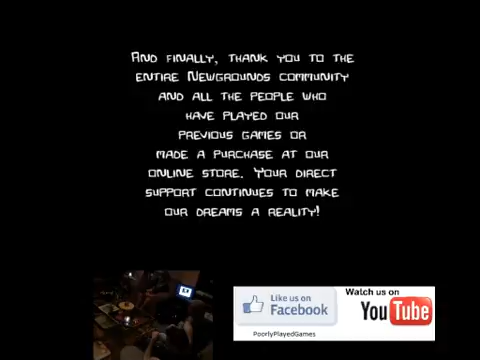 And finally, thank you to the
entire Newgrounds community
and all the people who
have played our
previous games or
made a purchase at our
online store. Your direct
support continues to make
our dreams a reality!
Like us on
Facebook
Watch us on
YouTube
PoorlyPlayedGames